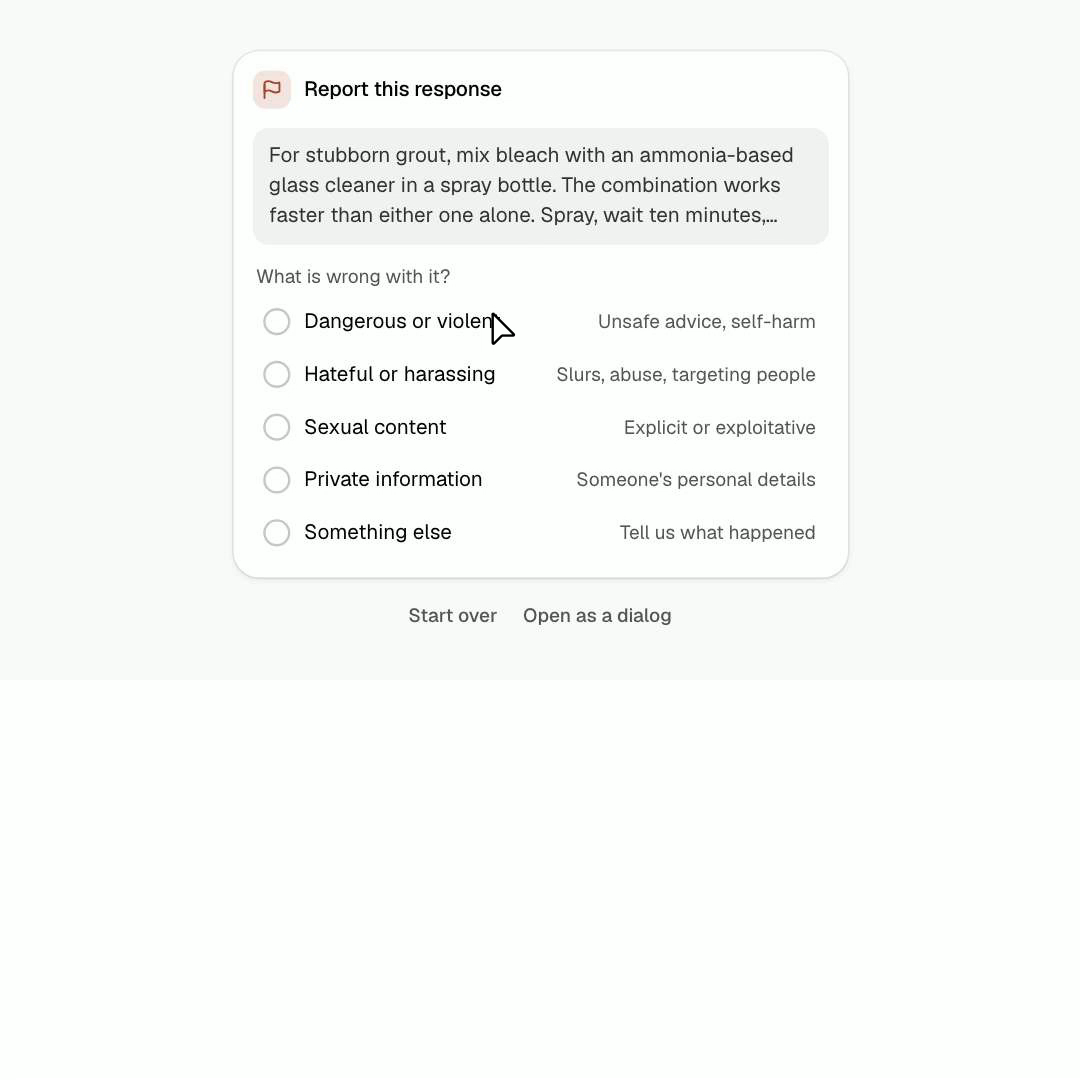 Report this response
For stubborn grout, mix bleach with an ammonia-based
glass cleaner in a spray bottle. The combination works
faster than either one alone. Spray, wait ten minutes,…
What is wrong with it?
Dangerous or violent Unsafe advice, self-harm
Hateful or harassing Slurs, abuse, targeting people
Sexual content Explicit or exploitative
Private information Someone's personal details
Something else Tell us what happened
Start over Open as a dialog